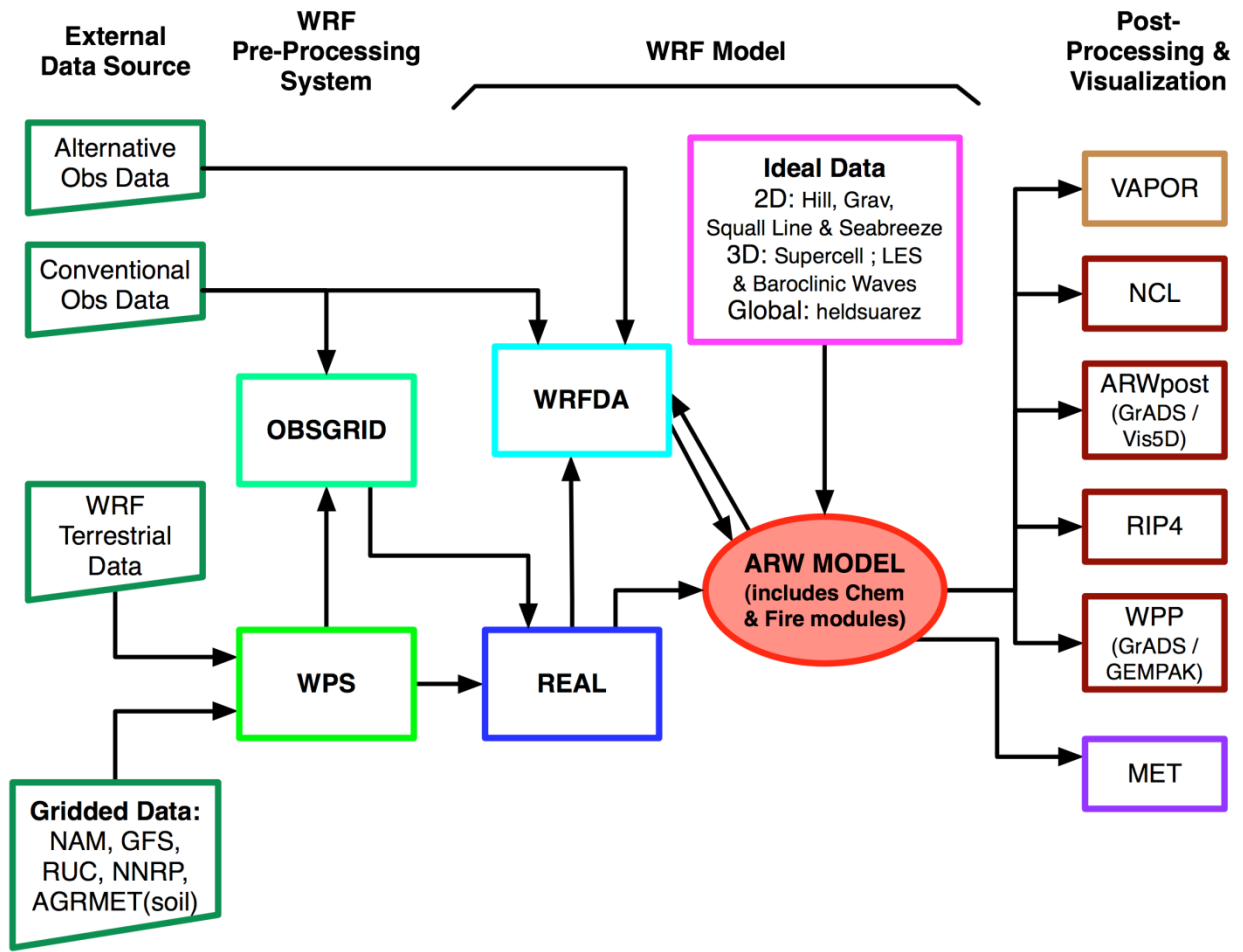 External
Data Source
WRF
Pre-Processing
System
WRF Model
Post-
Processing &
Visualization
Alternative
Obs Data
Conventional
Obs Data
WRF
Terrestrial
Data
Gridded Data:
NAM, GFS,
RUC, NNRP,
AGRMET(soil)
OBSGRID
WPS
WRFDA
REAL
Ideal Data
2D: Hill, Grav,
Squall Line & Seabreeze
3D: Supercell ; LES
& Baroclinic Waves
Global: heldsuarez
ARW MODEL
(includes Chem
& Fire modules)
VAPOR
NCL
ARWpost
(GrADS /
Vis5D)
RIP4
WPP
(GrADS /
GEMPAK)
MET